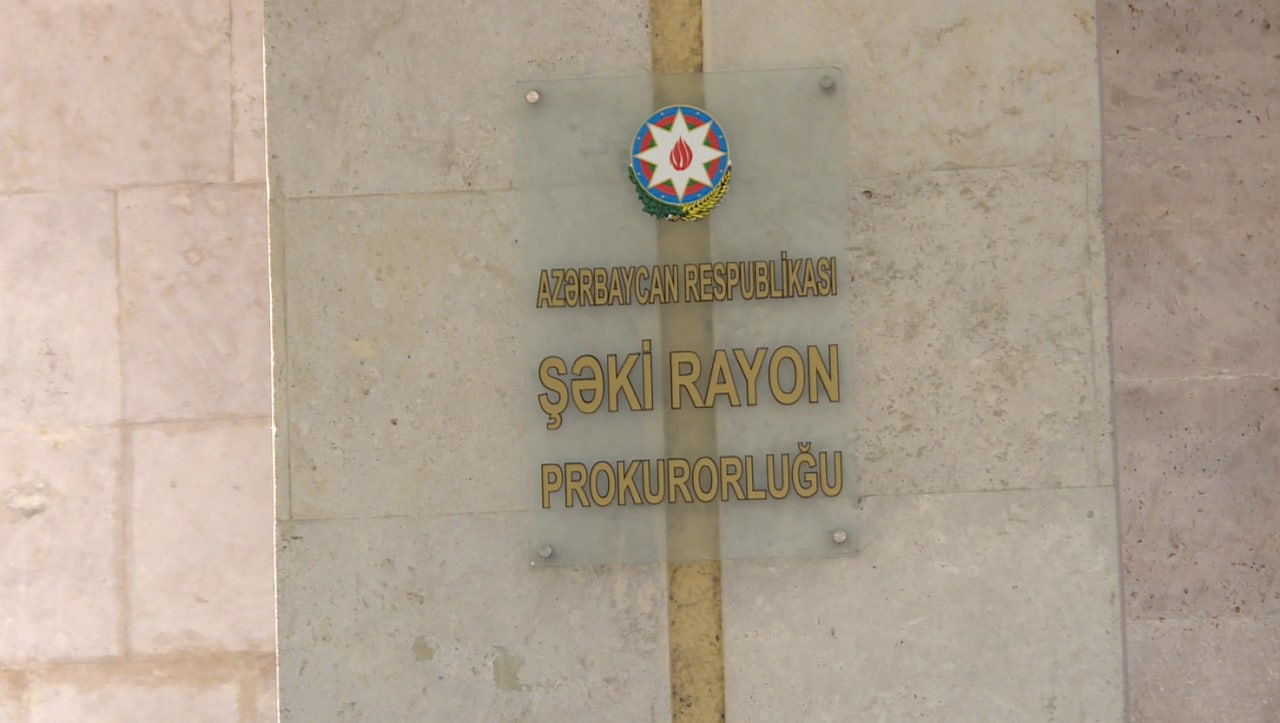 AZƏRBAYCAN RESPUBLİKASI
ŞƏKİ RAYON
PROKURORLUĞU